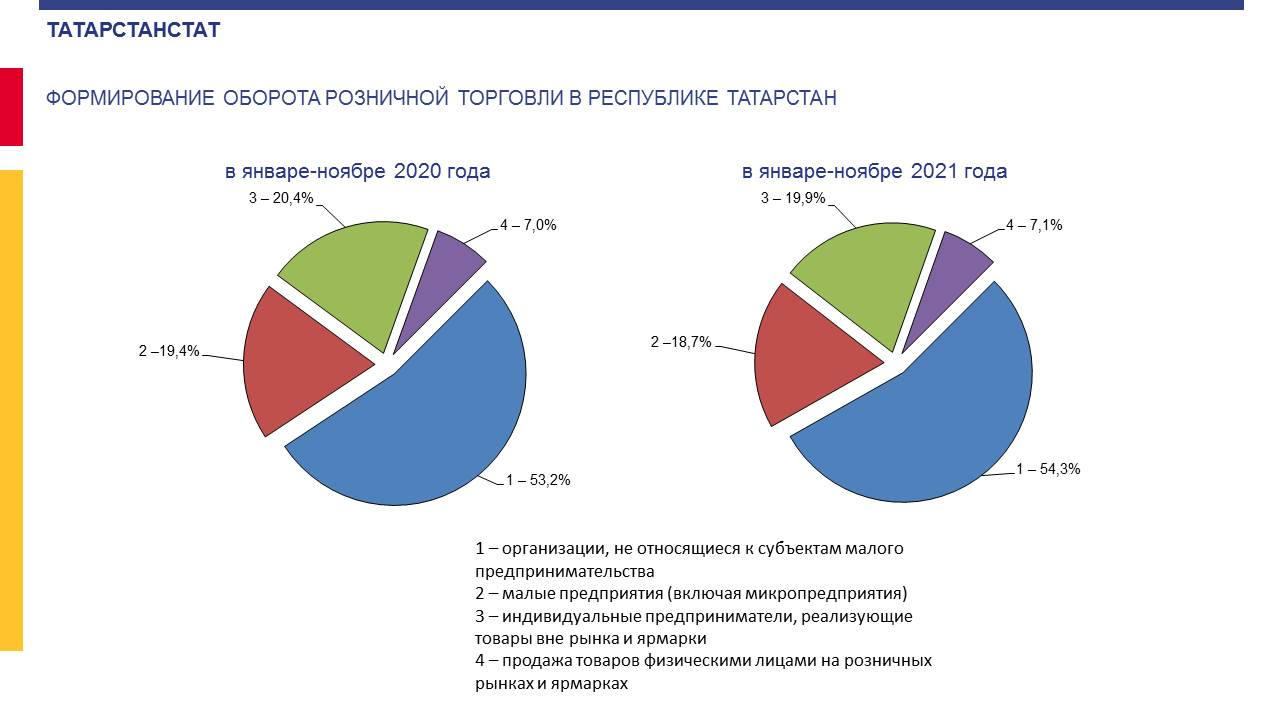 ТАТАРСТАНСТАТ
ФОРМИРОВАНИЕ ОБОРОТА РОЗНИЧНОЙ ТОРГОВЛИ В РЕСПУБЛИКЕ ТАТАРСТАН
в январе-ноябре 2020 года
3 – 20,4%
4 – 7,0%
2 –19,4%
1 – 53,2%
в январе-ноябре 2021 года
3 – 19,9%
4 – 7,1%
2 –18,7%
1 – 54,3%
1 – организации, не относящиеся к субъектам малого
предпринимательства
2 – малые предприятия (включая микропредприятия)
3 – индивидуальные предприниматели, реализующие
товары вне рынка и ярмарки
4 – продажа товаров физическими лицами на розничных
рынках и ярмарках